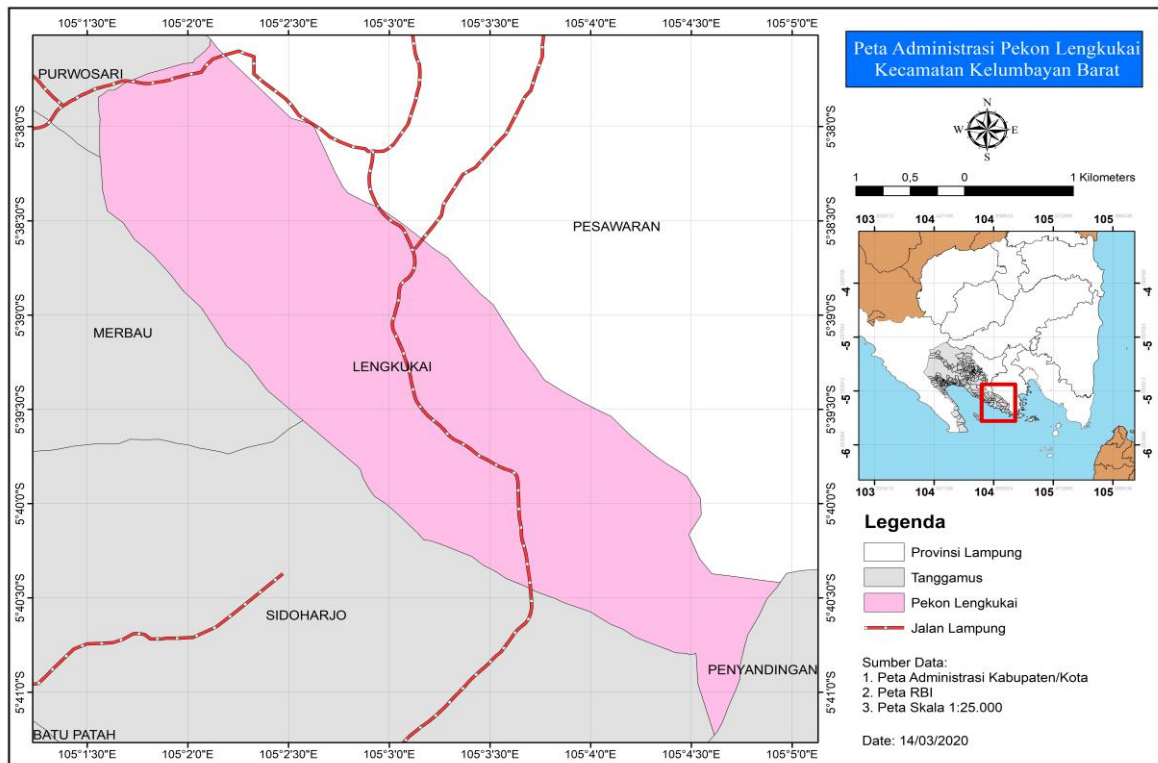 105°1'30"E 105°2'0"E 105°2'30"E 105°3'0"E 105°3'30"E 105°4'0"E 105°4'30"E 105°5'0"E
5°38'0"S
5°38'30"S
5°39'0"S
5°39'30"S
5°40'0"S
5°40'30"S
5°41'0"S
PURWOSARI
PESAWARAN
MERBAU
LENGKUKAI
SIDOHARJO
PENYANDINGAN
BATU PATAH
5°38'0"S
5°38'30"S
5°39'0"S
5°39'30"S
5°40'0"S
5°40'30"S
5°41'0"S
105°1'30"E 105°2'0"E 105°2'30"E 105°3'0"E 105°3'30"E 105°4'0"E 105°4'30"E 105°5'0"E
Peta Administrasi Pekon Lengkukai
Kecamatan Kelumbayan Barat
N
W E
S
1 0,5 0 1 Kilometers
103 104 104 105 105
-4 -4
-5 -5
-5 -5
-6 -6
103 104 104 105 105
Legenda
Provinsi Lampung
Tanggamus
Pekon Lengkukai
Jalan Lampung
Sumber Data:
1. Peta Administrasi Kabupaten/Kota
2. Peta RBI
3. Peta Skala 1:25.000
Date: 14/03/2020